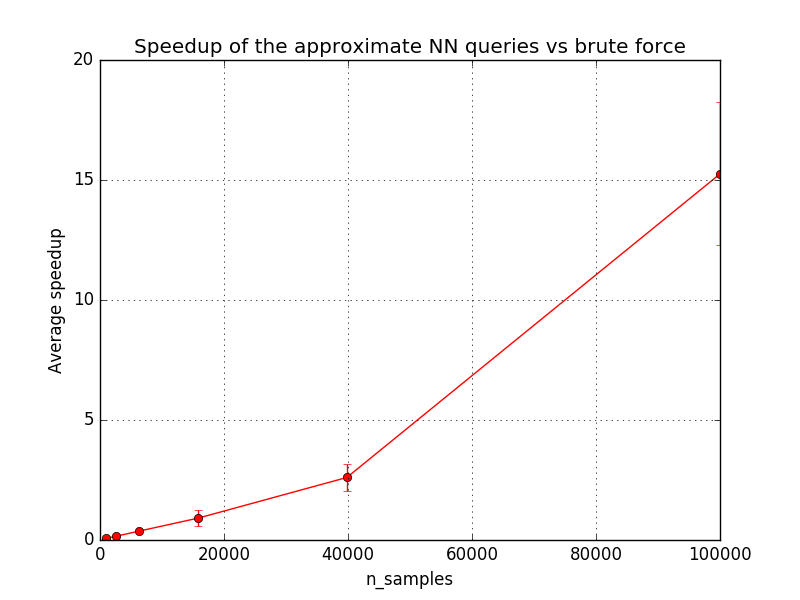 Speedup of the approximate NN queries vs brute force
20
15
10
5
0
Average speedup
0 20000 40000 60000 80000 100000
n_samples